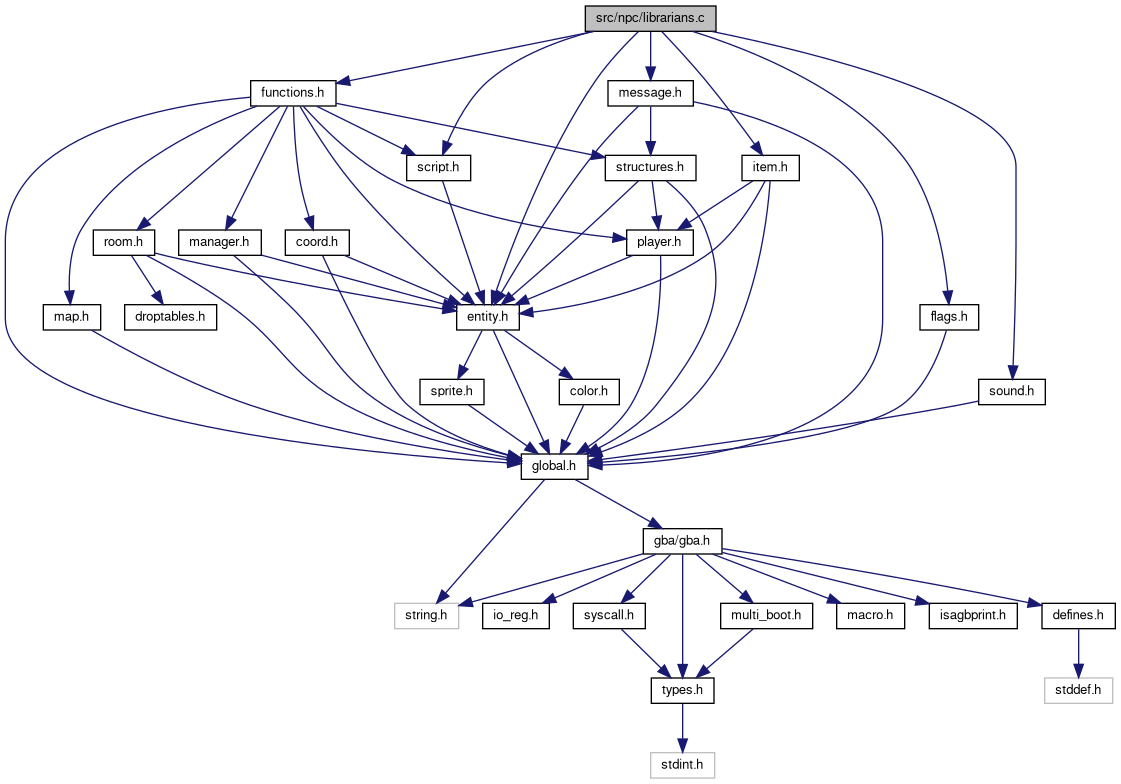 src/npc/librarians.c
functions.h
message.h
script.h
structures.h
item.h
room.h
manager.h
coord.h
player.h
map.h
droptables.h
entity.h
flags.h
sprite.h
color.h
sound.h
global.h
gba/gba.h
string.h
io_reg.h
syscall.h
multi_boot.h
macro.h
isagbprint.h
defines.h
types.h
stddef.h
stdint.h